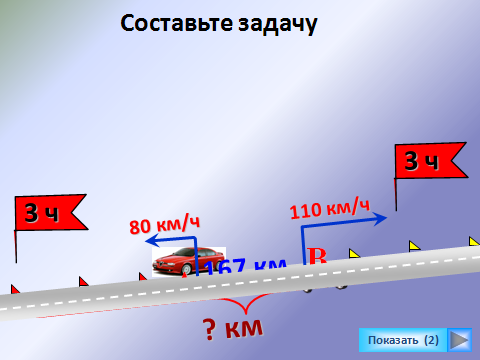 Составьте задачу
3 ч
3 ч
80 км/ч
110 км/ч
167 км
В
? км
Показать (2)